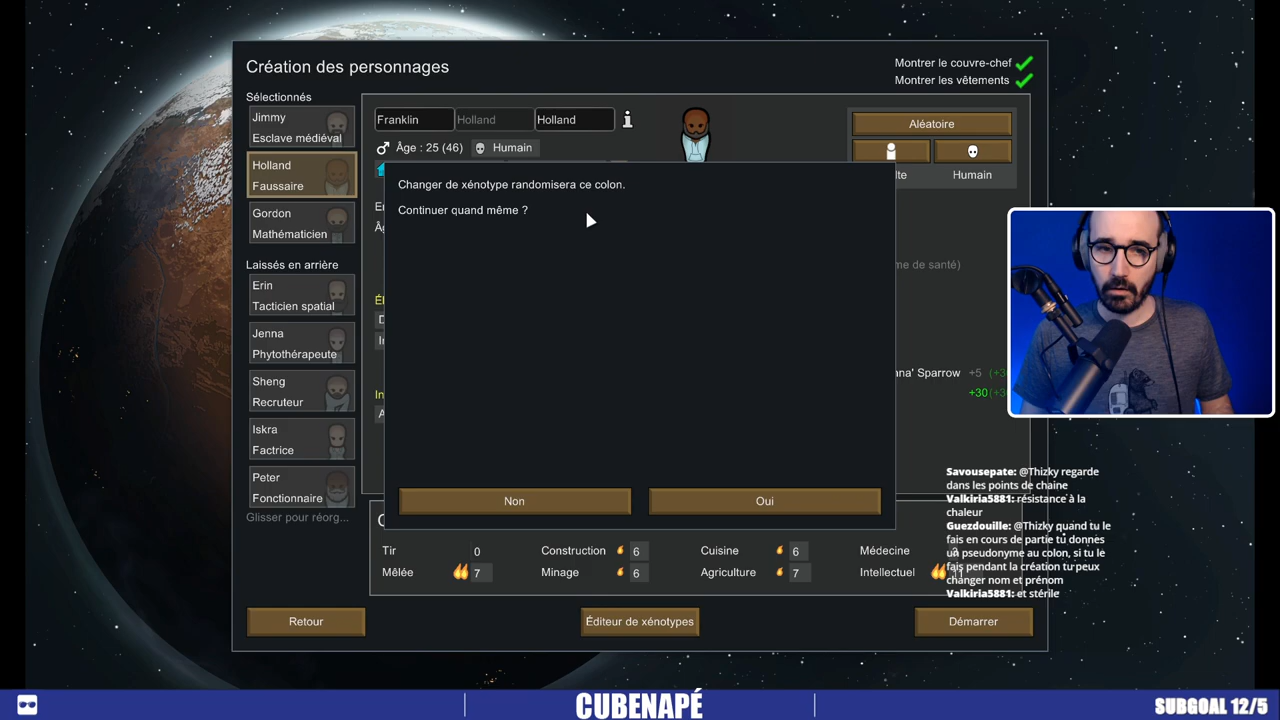 Création des personnages
Montrer le couvre-chef
Montrer les vêtements
Sélectionnés
Jimmy
Esclave médiéval
Holland
Faussaire
Gordon
Mathématicien
Laissés en arrière
Erin
Tacticien spatial
Jenna
Phytothérapeute
Sheng
Recruteur
Iskra
Factrice
Peter
Fonctionnaire
Glisser pour réorg...
Franklin
Holland
Holland
Âge : 25 (46)
Humain
Aléatoire
lte
Humain
Changer de xénotype randomisera ce colon.
Continuer quand même ?
me de santé)
nna' Sparrow +5
+30
Non
Oui
Tir 0
Construction 6
Cuisine 6
Médecine
Mêlée 7
Minage 6
Agriculture 7
Intellectuel
Retour
Éditeur de xénotypes
Démarrer
Savousepate: @Thizky regarde
dans les points de chaine
Valkiria5881: résistance à la
chaleur
Guezdouille: @Thizky quand tu le
fais en cours de partie tu donnes
un pseudonyme au colon, si tu le
fais pendant la création tu peux
changer nom et prénom
Valkiria5881: et stérile
CUBENAPÉ
SUBGOAL 12/5